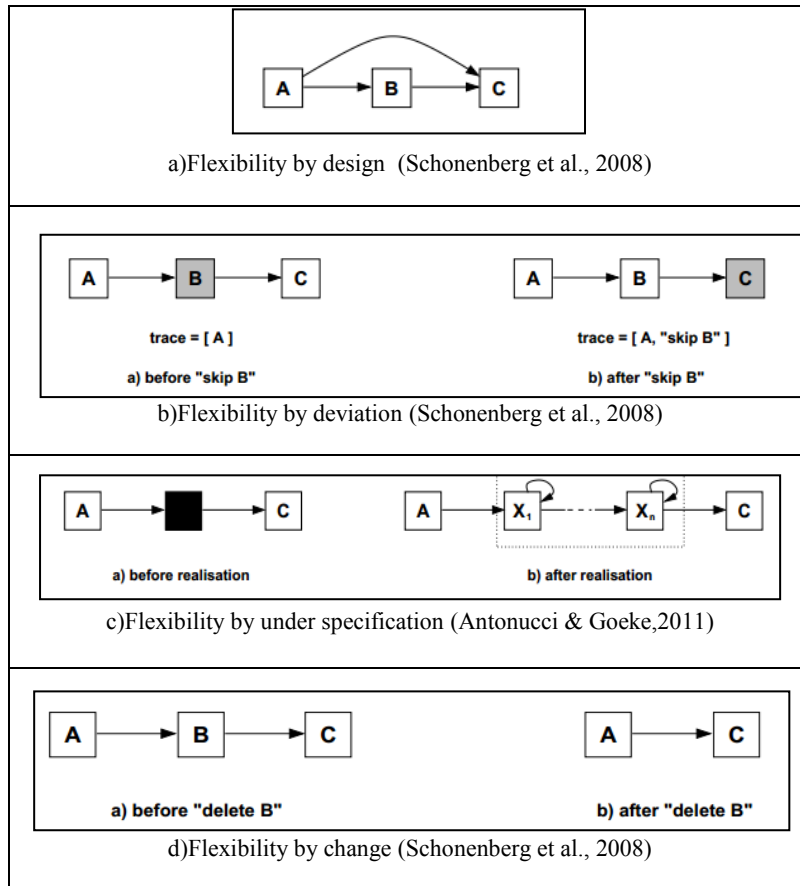 A B C
a)Flexibility by design (Schonenberg et al., 2008)
A B C A B C
trace = [ A ] trace = [ A, "skip B" ]
a) before "skip B" b) after "skip B"
b)Flexibility by deviation (Schonenberg et al., 2008)
A C A X1 Xn C
a) before realisation b) after realisation
c)Flexibility by under specification (Antonucci & Goeke,2011)
A B C A C
a) before "delete B" b) after "delete B"
d)Flexibility by change (Schonenberg et al., 2008)